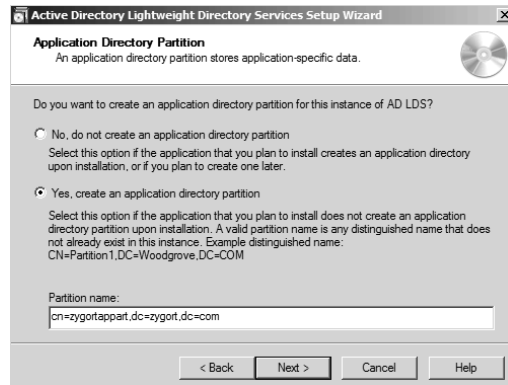 Active Directory Lightweight Directory Services Setup Wizard
Application Directory Partition
An application directory partition stores application-specific data.
Do you want to create an application directory partition for this instance of AD LDS?
No, do not create an application directory partition
Select this option if the application that you plan to install creates an application directory
upon installation, or if you plan to create one later.
Yes, create an application directory partition
Select this option if the application that you plan to install does not create an application
directory partition upon installation. A valid partition name is any distinguished name that does
not already exist in this instance. Example distinguished name:
CN=Partition1,DC=Woodgrove,DC=COM
Partition name:
cn=zygortappart,dc=zygort,dc=com
< Back Next > Cancel Help